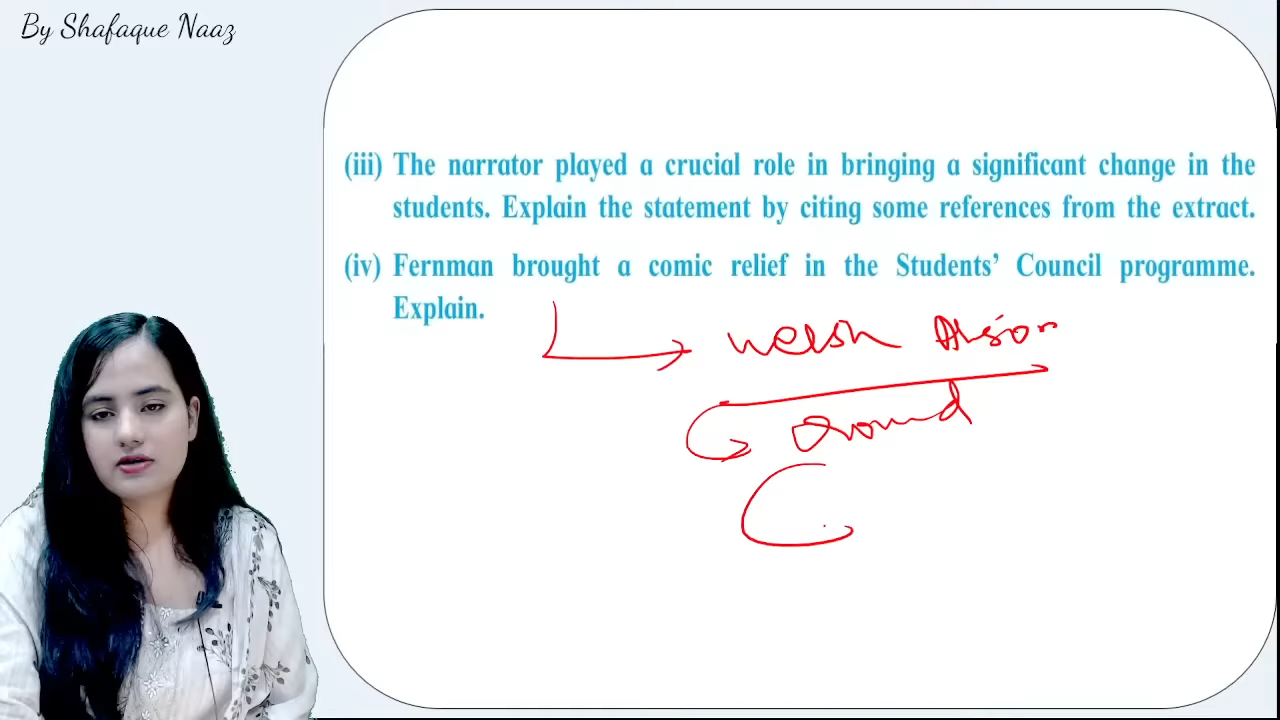 By Shafaque Naaz
(iii) The narrator played a crucial role in bringing a significant change in the
students. Explain the statement by citing some references from the extract.
(iv) Fernman brought a comic relief in the Students' Council programme.
Explain.
Welsh